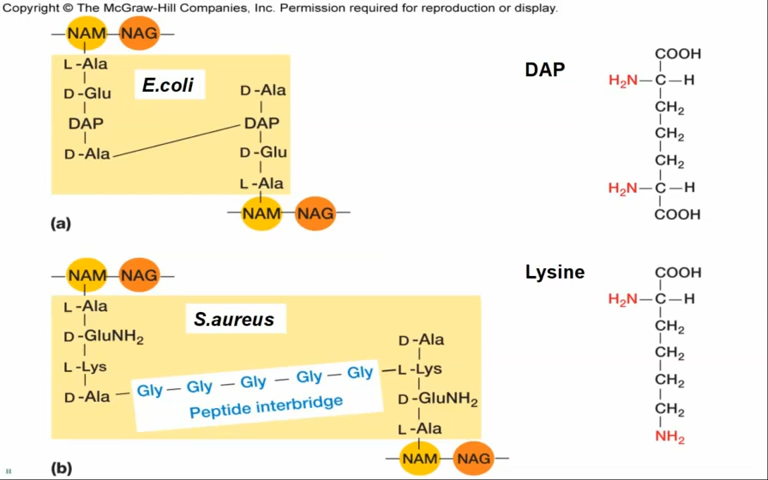 Copyright © The McGraw-Hill Companies, Inc. Permission required for reproduction or display.
NAM NAG
L -Ala
D -Glu
DAP
D -Ala
E.coli
D -Ala
DAP
D -Glu
L -Ala
NAM NAG
(a)
DAP
COOH
H₂N—C—H
CH₂
CH₂
CH₂
H₂N—C—H
COOH
NAM NAG
L -Ala
D -GluNH₂
L -Lys
D -Ala
S.aureus
Gly — Gly — Gly — Gly — Gly
Peptide interbridge
D -Ala
L -Lys
D -GluNH₂
L -Ala
NAM NAG
(b)
Lysine
COOH
H₂N—C—H
CH₂
CH₂
CH₂
CH₂
NH₂